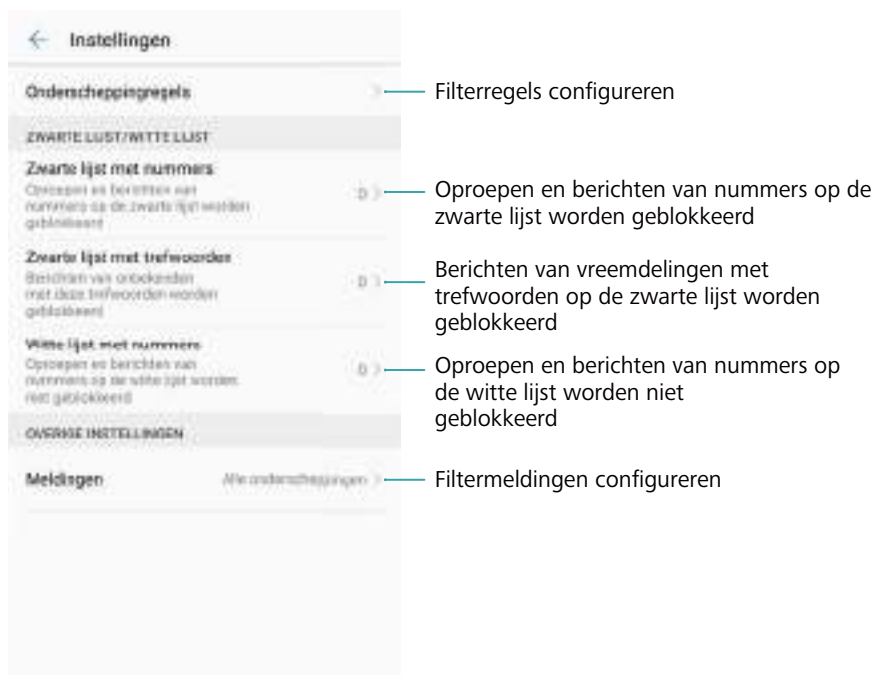 Instellingen
Onderscheppingregels
Filterregels configureren
ZWARTE LIJST/WITTE LIJST
Zwarte lijst met nummers
Oproepen en berichten van
nummers op de zwarte lijst worden
geblokkeerd
0
Oproepen en berichten van nummers op de
zwarte lijst worden geblokkeerd
Zwarte lijst met trefwoorden
Berichten van onbekenden
met deze trefwoorden worden
geblokkeerd
0
Berichten van vreemdelingen met
trefwoorden op de zwarte lijst worden
geblokkeerd
Witte lijst met nummers
Oproepen en berichten van
nummers op de witte lijst worden
niet geblokkeerd
0
Oproepen en berichten van nummers op
de witte lijst worden niet
geblokkeerd
OVERIGE INSTELLINGEN
Meldingen
Alle onderscheppingen
Filtermeldingen configureren